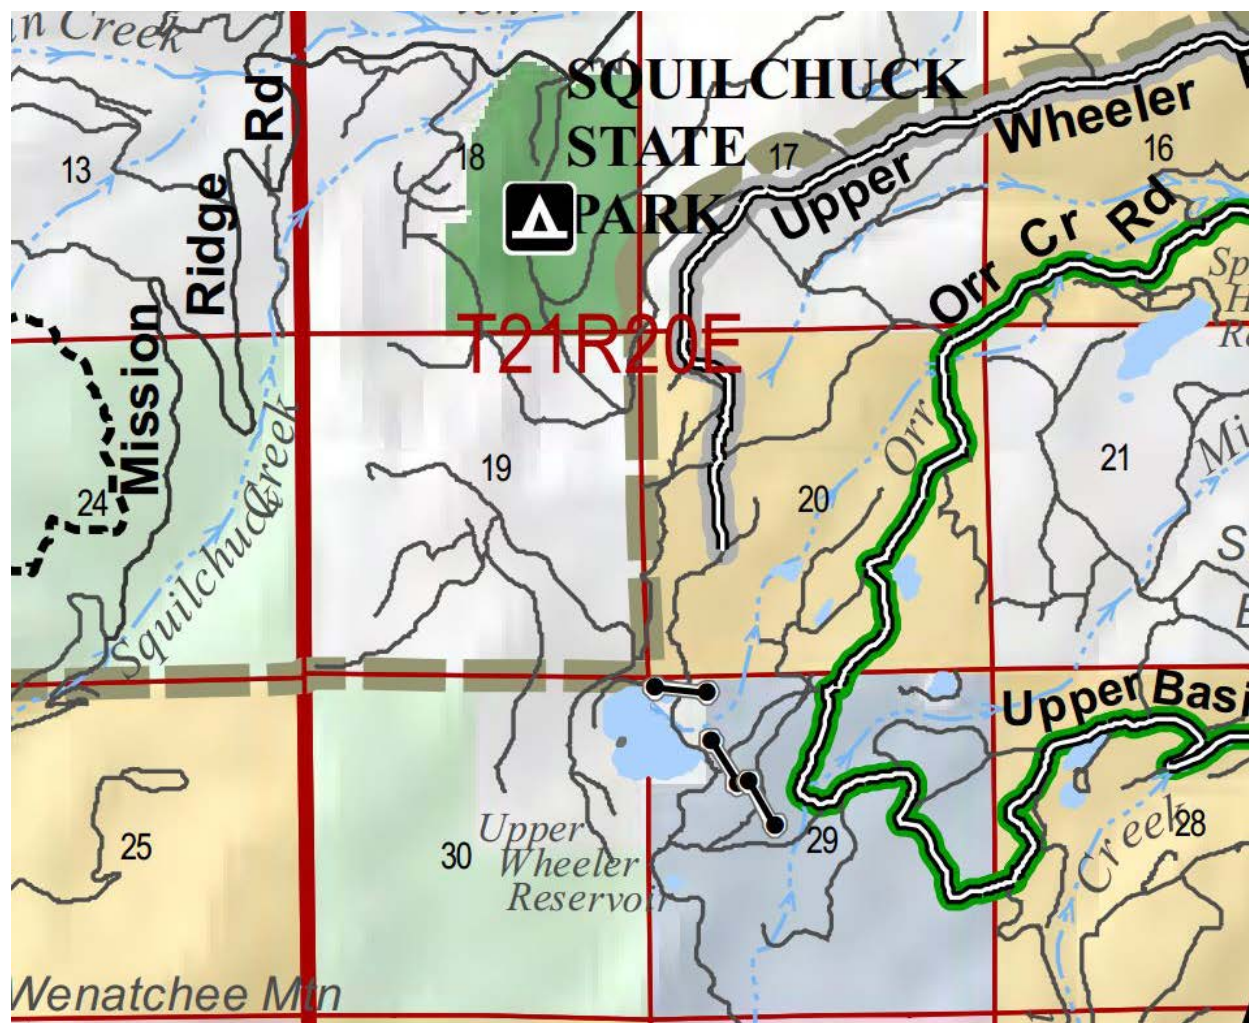 Creek
SQUILCHUCK
STATE
PARK
13
18
17
16
Ridge Rd
Upper Wheeler
Orr Cr Rd
T21R20E
Mission
Squilchuck
Creek
24
19
20
21
Orr
Upper Basi
Upper
Wheeler
Reservoir
25
30
29
28
Creek
Wenatchee Mtn